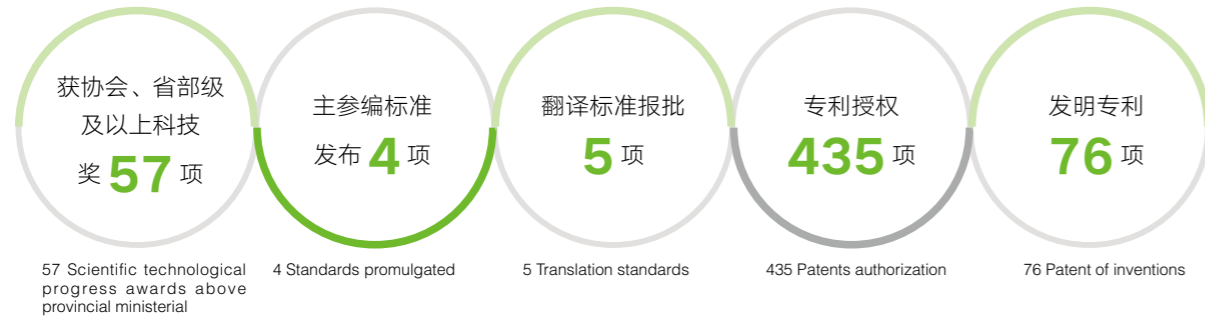 获协会、省部级
及以上科技
奖 57 项
主参编标准
发布 4 项
翻译标准报批
5 项
专利授权
435 项
发明专利
76 项
57 Scientific technological
progress awards above
provincial ministerial
4 Standards promulgated
5 Translation standards
435 Patents authorization
76 Patent of inventions